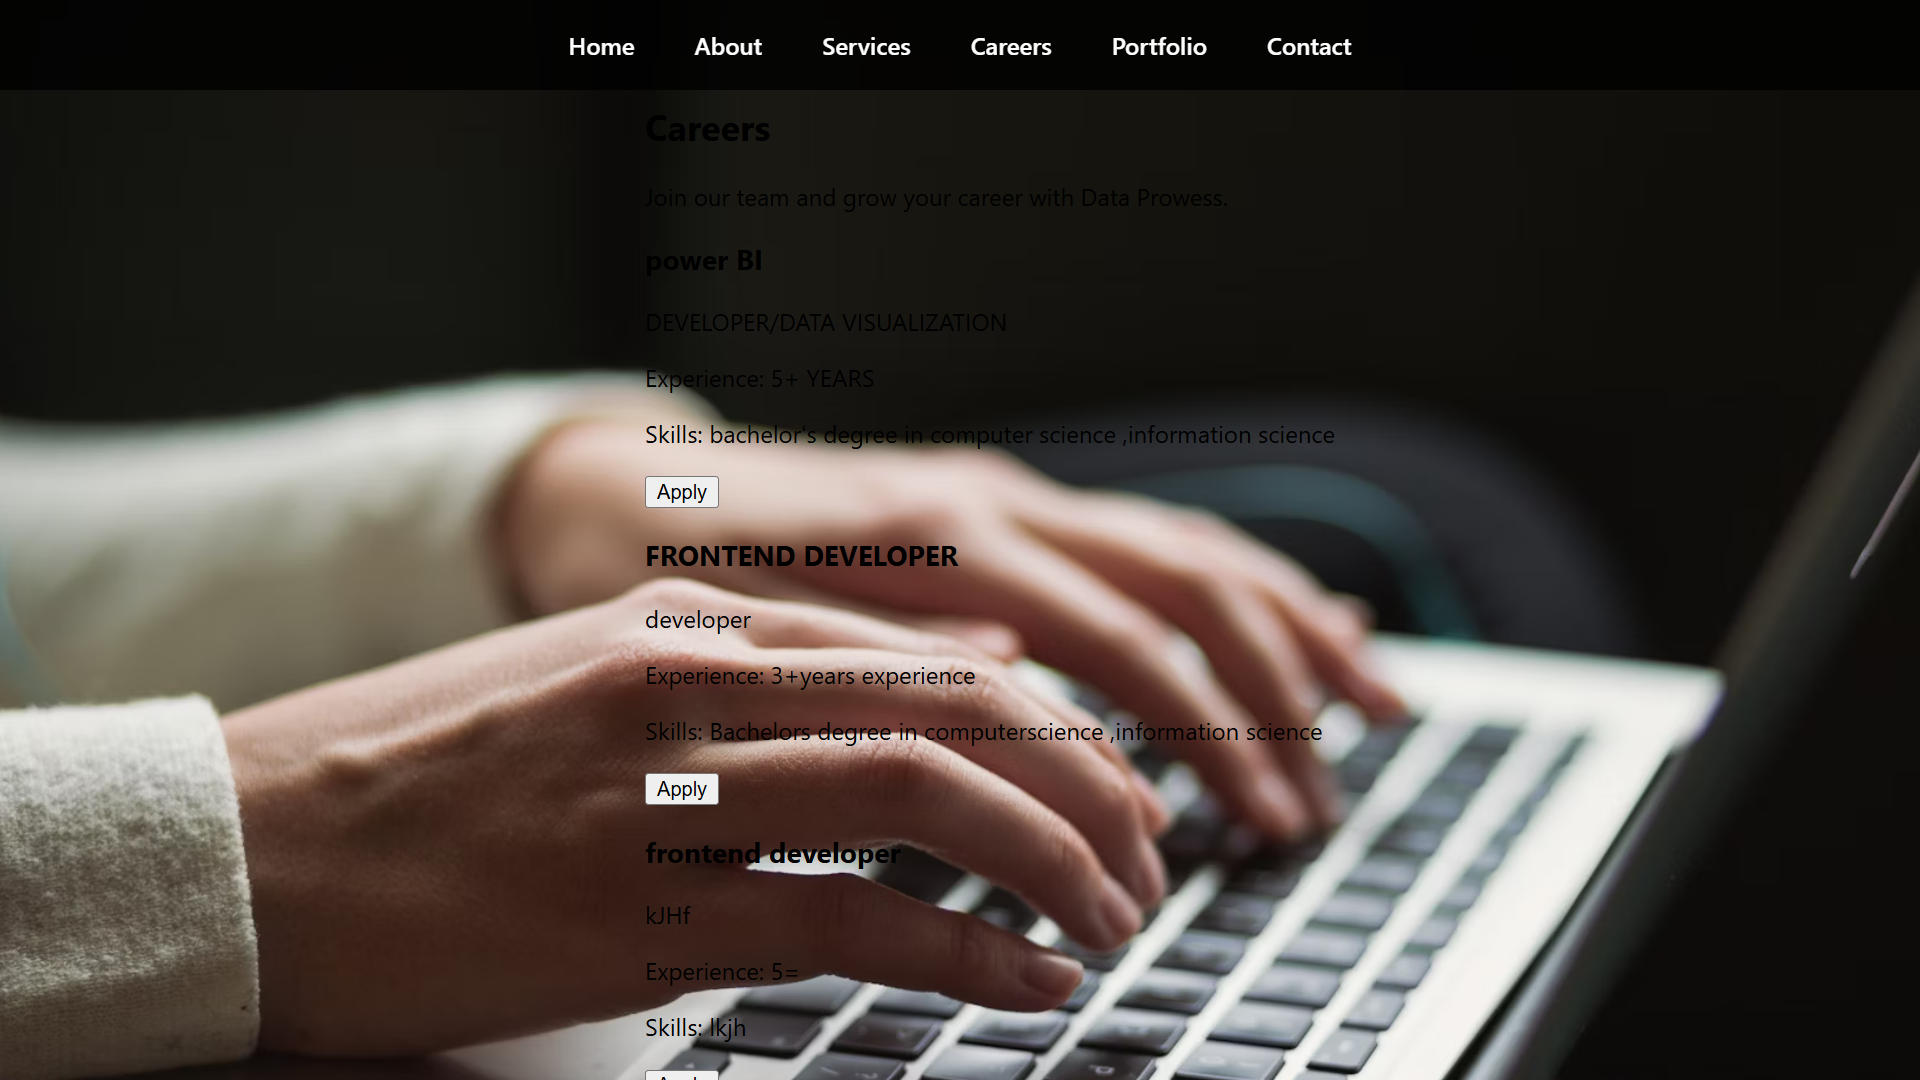 Home About Services Careers Portfolio Contact
Careers
Join our team and grow your career with Data Prowess.
power BI
DEVELOPER/DATA VISUALIZATION
Experience: 5+ YEARS
Skills: bachelor's degree in computer science ,information science
Apply
FRONTEND DEVELOPER
developer
Experience: 3+years experience
Skills: Bachelors degree in computerscience ,information science
Apply
frontend developer
kJHf
Experience: 5=
Skills: lkjh